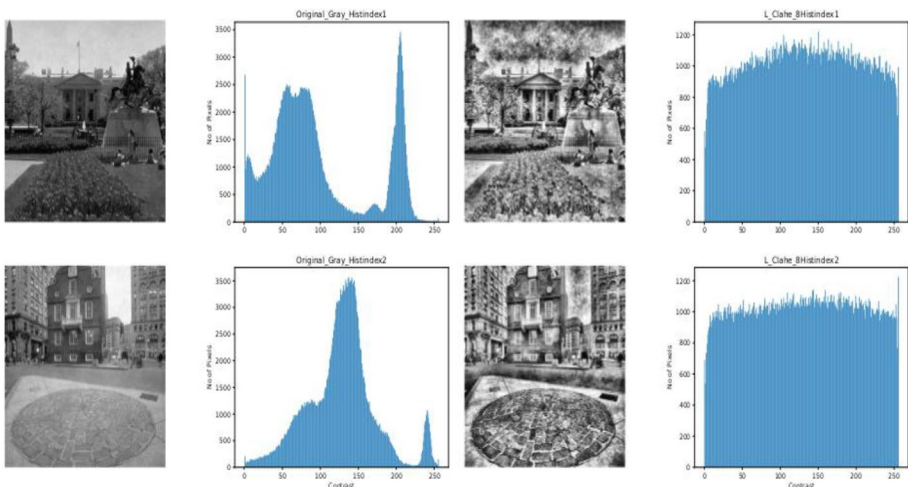 Original_Gray_Histindex1
No of Pixels
3500
3000
2500
2000
1500
1000
500
0
0 50 100 150 200 250
L_Clahe_8Histindex1
No of Pixels
1200
1000
800
600
400
200
0
0 50 100 150 200 250
Original_Gray_Histindex2
No of Pixels
3500
3000
2500
2000
1500
1000
500
0
0 50 100 150 200 250
Contrast
L_Clahe_8Histindex2
No of Pixels
1200
1000
800
600
400
200
0
0 50 100 150 200 250
Contrast